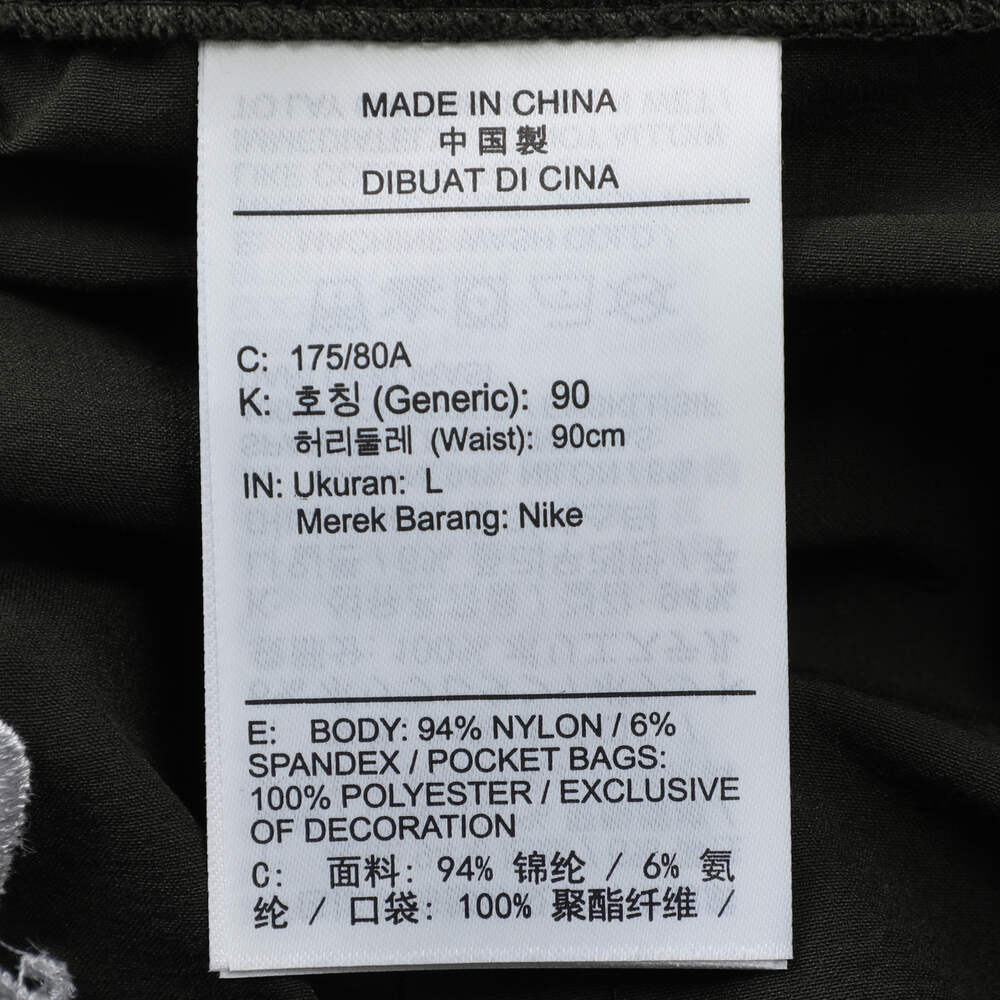 MADE IN CHINA
中国製
DIBUAT DI CINA
C: 175/80A
K: 호칭 (Generic): 90
허리둘레 (Waist): 90cm
IN: Ukuran: L
Merek Barang: Nike
E: BODY: 94% NYLON / 6%
SPANDEX / POCKET BAGS:
100% POLYESTER / EXCLUSIVE
OF DECORATION
C: 面料: 94% 锦纶 / 6% 氨
纶 / 口袋: 100% 聚酯纤维 /